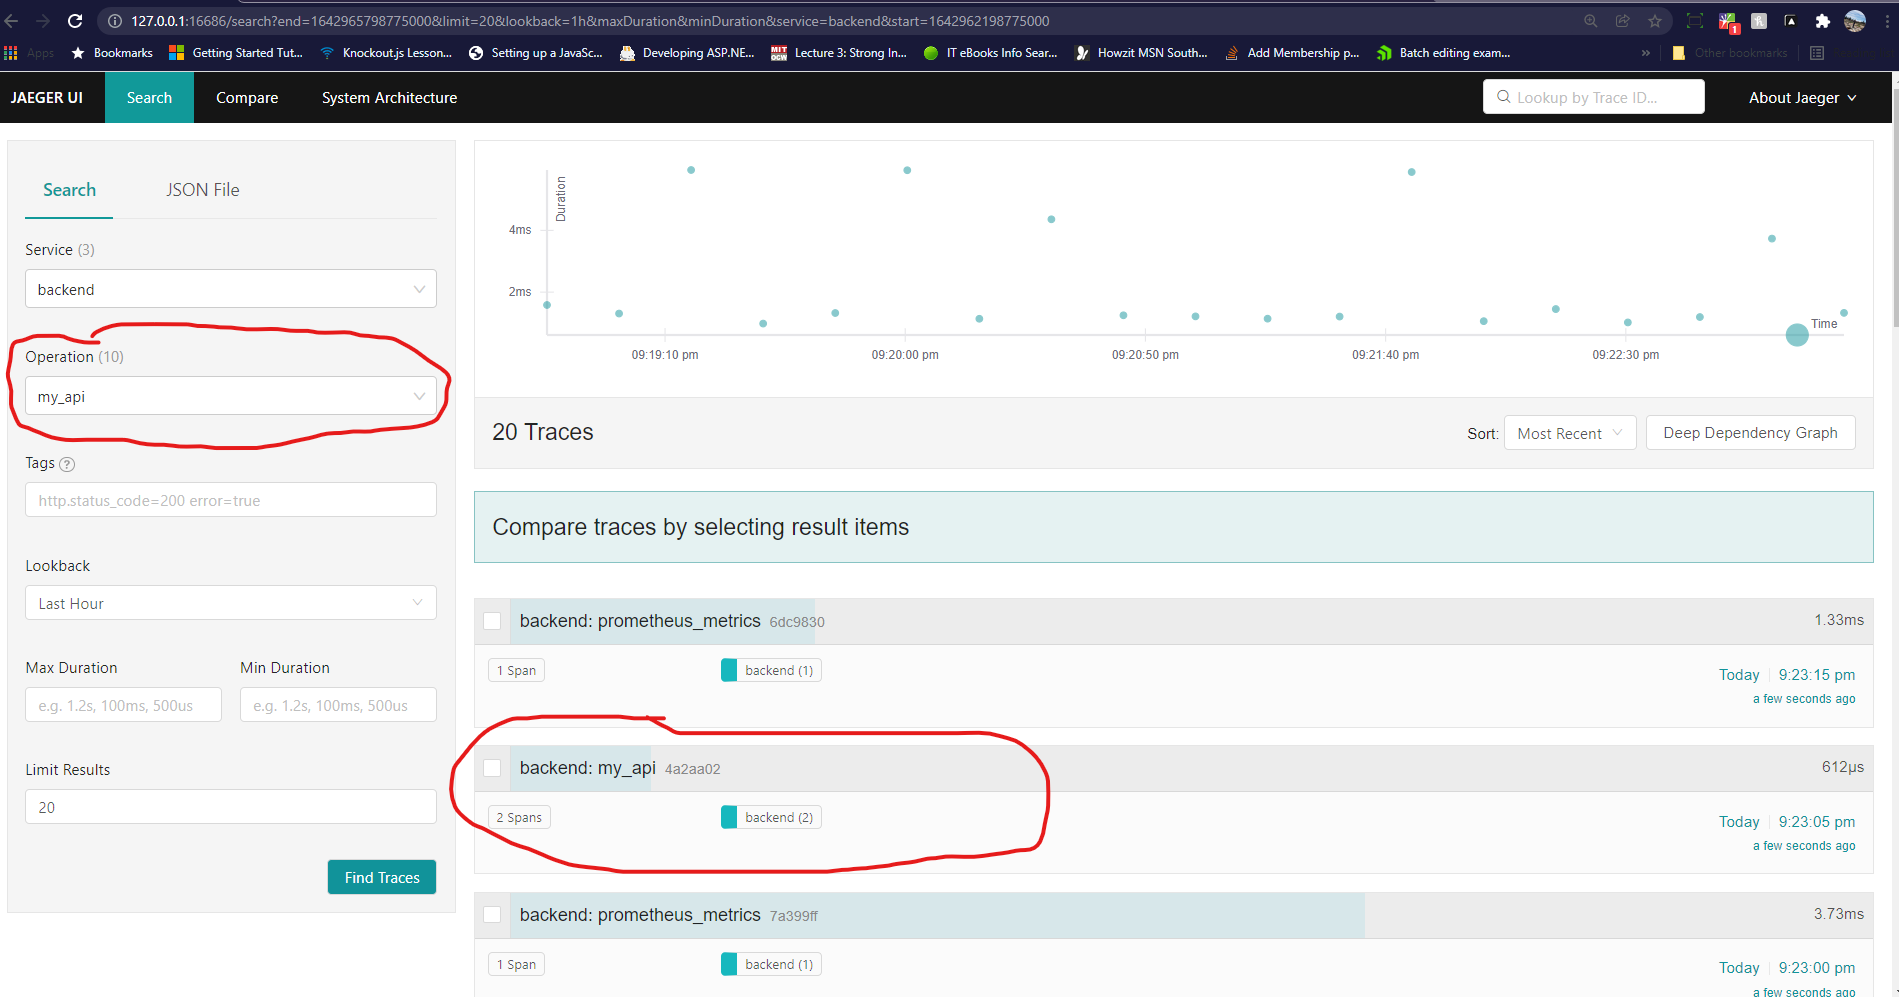 127.0.0.1:16686/search?end=1642965798775000&limit=20&lookback=1h&maxDuration&minDuration&service=backend&start=1642962198775000
1
Apps Bookmarks Getting Started Tut... Knockout.js Lesson... Setting up a JavaSc... Developing ASP.NE... MIT OCW Lecture 3: Strong In... IT eBooks Info Sear... Howzit MSN South... Add Membership p... Batch editing exam... » Other bookmarks
JAEGER UI Search Compare System Architecture Lookup by Trace ID... About Jaeger
Search JSON File
Service (3)
backend
Operation (10)
my_api
Tags ?
http.status_code=200 error=true
Lookback
Last Hour
Max Duration Min Duration
e.g. 1.2s, 100ms, 500us e.g. 1.2s, 100ms, 500us
Limit Results
20
Find Traces
Duration
4ms
2ms
Time
09:19:10 pm 09:20:00 pm 09:20:50 pm 09:21:40 pm 09:22:30 pm
20 Traces Sort: Most Recent Deep Dependency Graph
Compare traces by selecting result items
backend: prometheus_metrics 6dc9830 1.33ms
1 Span backend (1) Today 9:23:15 pm
a few seconds ago
backend: my_api 4a2aa02 612µs
2 Spans backend (2) Today 9:23:05 pm
a few seconds ago
backend: prometheus_metrics 7a399ff 3.73ms
1 Span backend (1) Today 9:23:00 pm
a few seconds ago